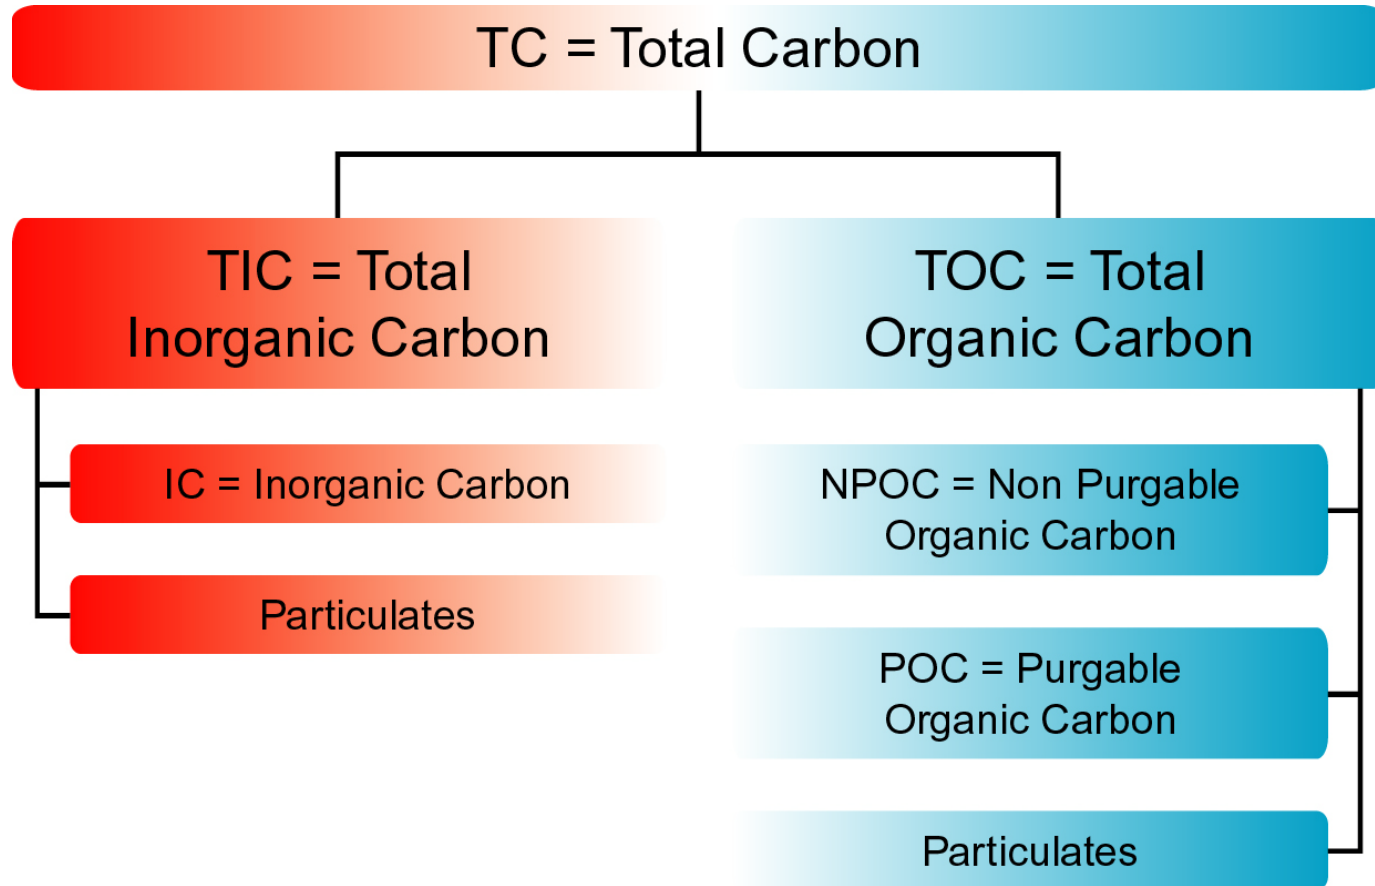 TC = Total Carbon
TIC = Total
Inorganic Carbon
IC = Inorganic Carbon
Particulates
TOC = Total
Organic Carbon
NPOC = Non Purgable
Organic Carbon
POC = Purgable
Organic Carbon
Particulates